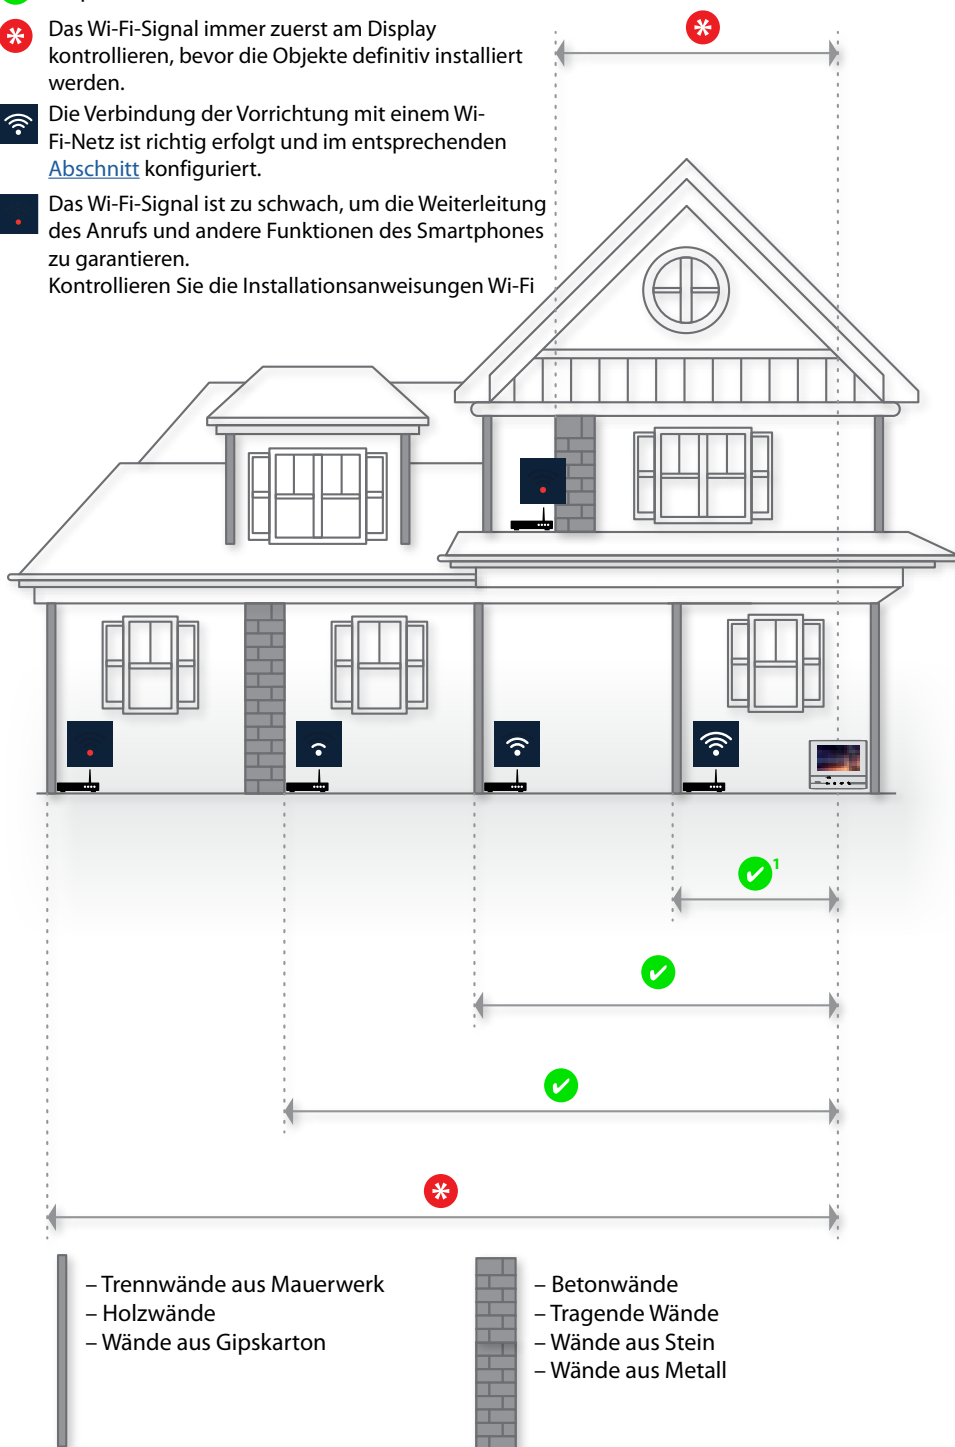 Das Wi-Fi-Signal immer zuerst am Display
kontrollieren, bevor die Objekte definitiv installiert
werden.
Die Verbindung der Vorrichtung mit einem Wi-
Fi-Netz ist richtig erfolgt und im entsprechenden
Abschnitt konfiguriert.
Das Wi-Fi-Signal ist zu schwach, um die Weiterleitung
des Anrufs und andere Funktionen des Smartphones
zu garantieren.
Kontrollieren Sie die Installationsanweisungen Wi-Fi
1
– Trennwände aus Mauerwerk
– Holzwände
– Wände aus Gipskarton
– Betonwände
– Tragende Wände
– Wände aus Stein
– Wände aus Metall